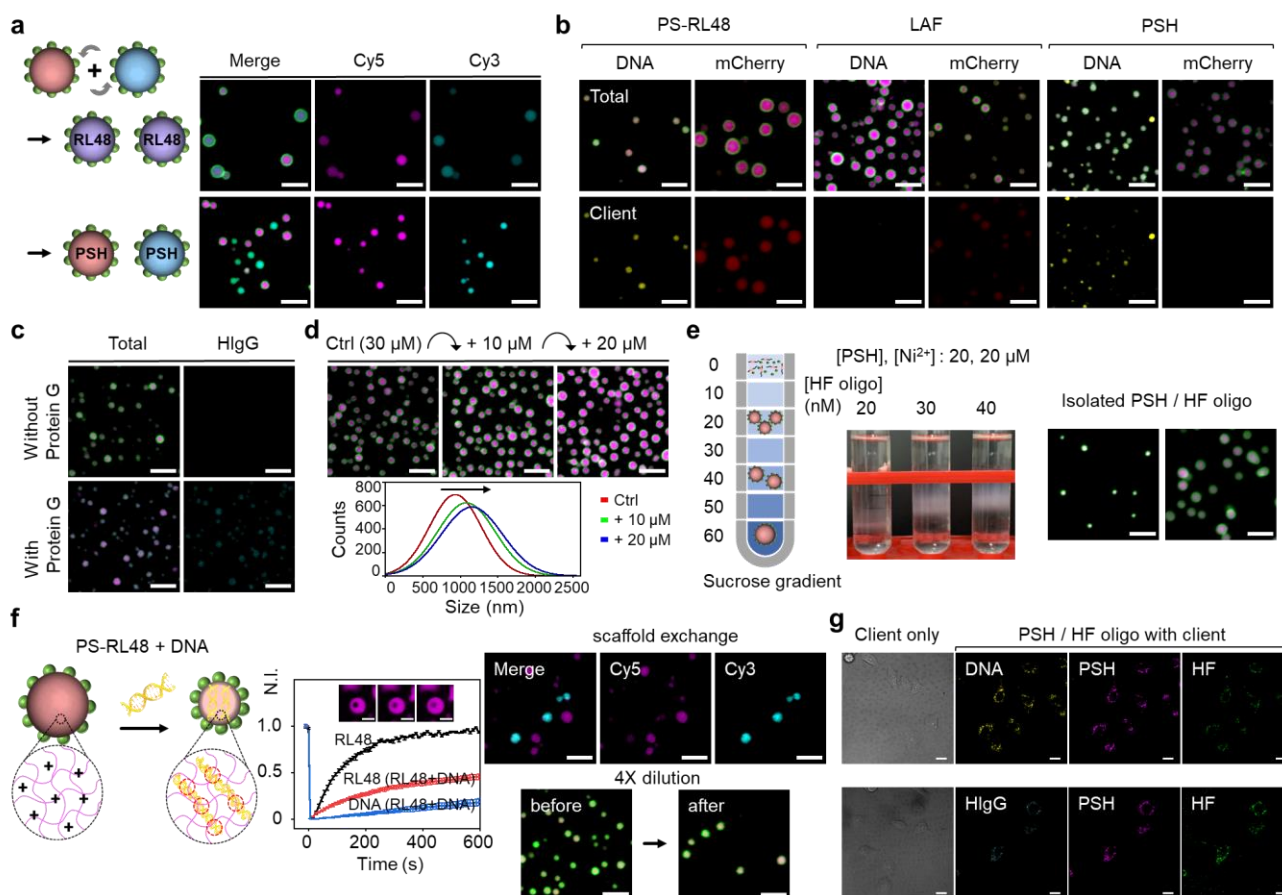 a
Merge Cy5 Cy3
+
RL48 RL48
PSH PSH
b
PS-RL48 LAF PSH
DNA mCherry DNA mCherry DNA mCherry
Total
Client
c
Total HIgG
Without Protein G
With Protein G
d
Ctrl (30 μM) + 10 μM + 20 μM
Counts
800
600
400
200
0
0 500 1000 1500 2000 2500
Size (nm)
Ctrl
+ 10 μM
+ 20 μM
e
0
10
20
30
40
50
60
Sucrose gradient
[PSH], [Ni²⁺] : 20, 20 μM
[HF oligo]
(nM) 20 30 40
Isolated PSH / HF oligo
f
PS-RL48 + DNA
+ + + + + +
N.I.
1.0
0.5
0
0 200 400 600
Time (s)
RL48
RL48 (RL48+DNA)
DNA (RL48+DNA)
scaffold exchange
Merge Cy5 Cy3
4X dilution
before after
g
Client only PSH / HF oligo with client
DNA PSH HF
HIgG PSH HF